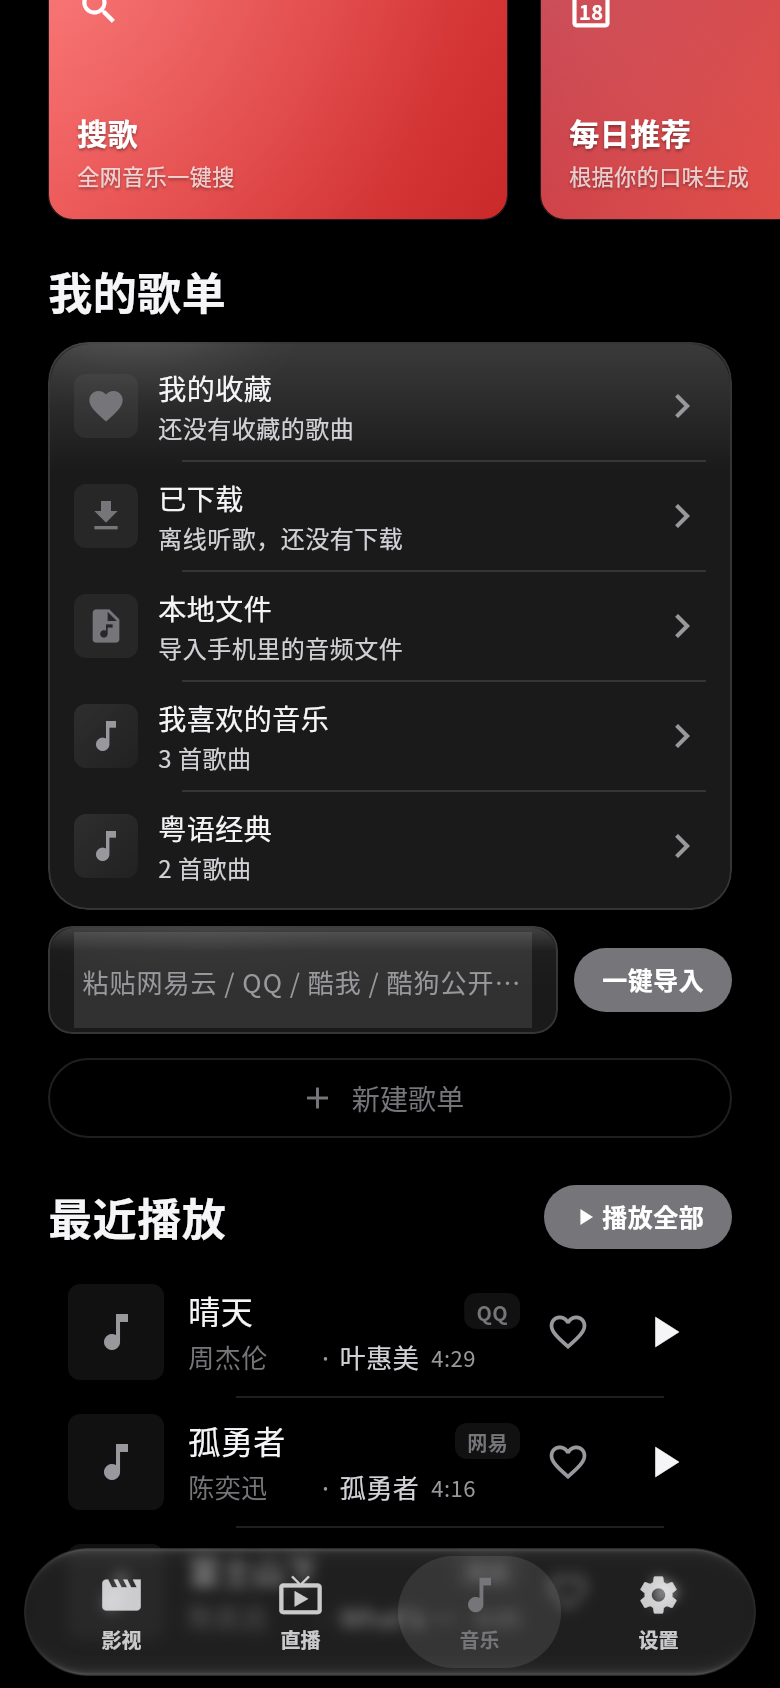 18
搜歌
全网音乐一键搜
每日推荐
根据你的口味生成
我的歌单
我的收藏
还没有收藏的歌曲
已下载
离线听歌，还没有下载
本地文件
导入手机里的音频文件
我喜欢的音乐
3 首歌曲
粤语经典
2 首歌曲
粘贴网易云 / QQ / 酷我 / 酷狗公开…
一键导入
新建歌单
最近播放
播放全部
晴天
QQ
周杰伦 · 叶惠美 4:29
孤勇者
网易
陈奕迅 · 孤勇者 4:16
影视
直播
音乐
设置